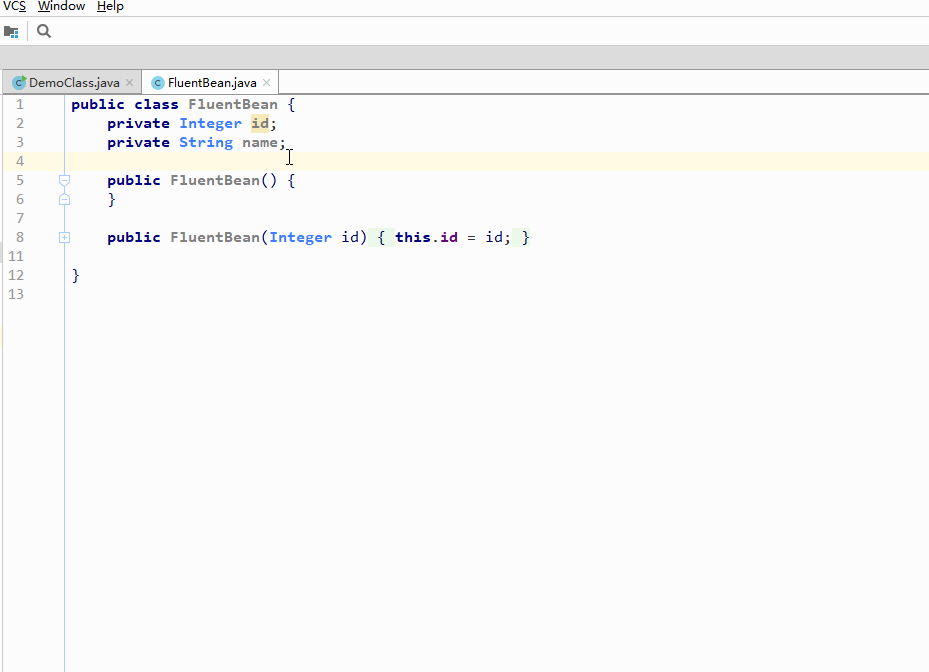 VCS Window Help
DemoClass.java FluentBean.java
1 public class FluentBean {
2 private Integer id;
3 private String name;
4
5 public FluentBean() {
6 }
7
8 public FluentBean(Integer id) { this.id = id; }
11
12 }
13